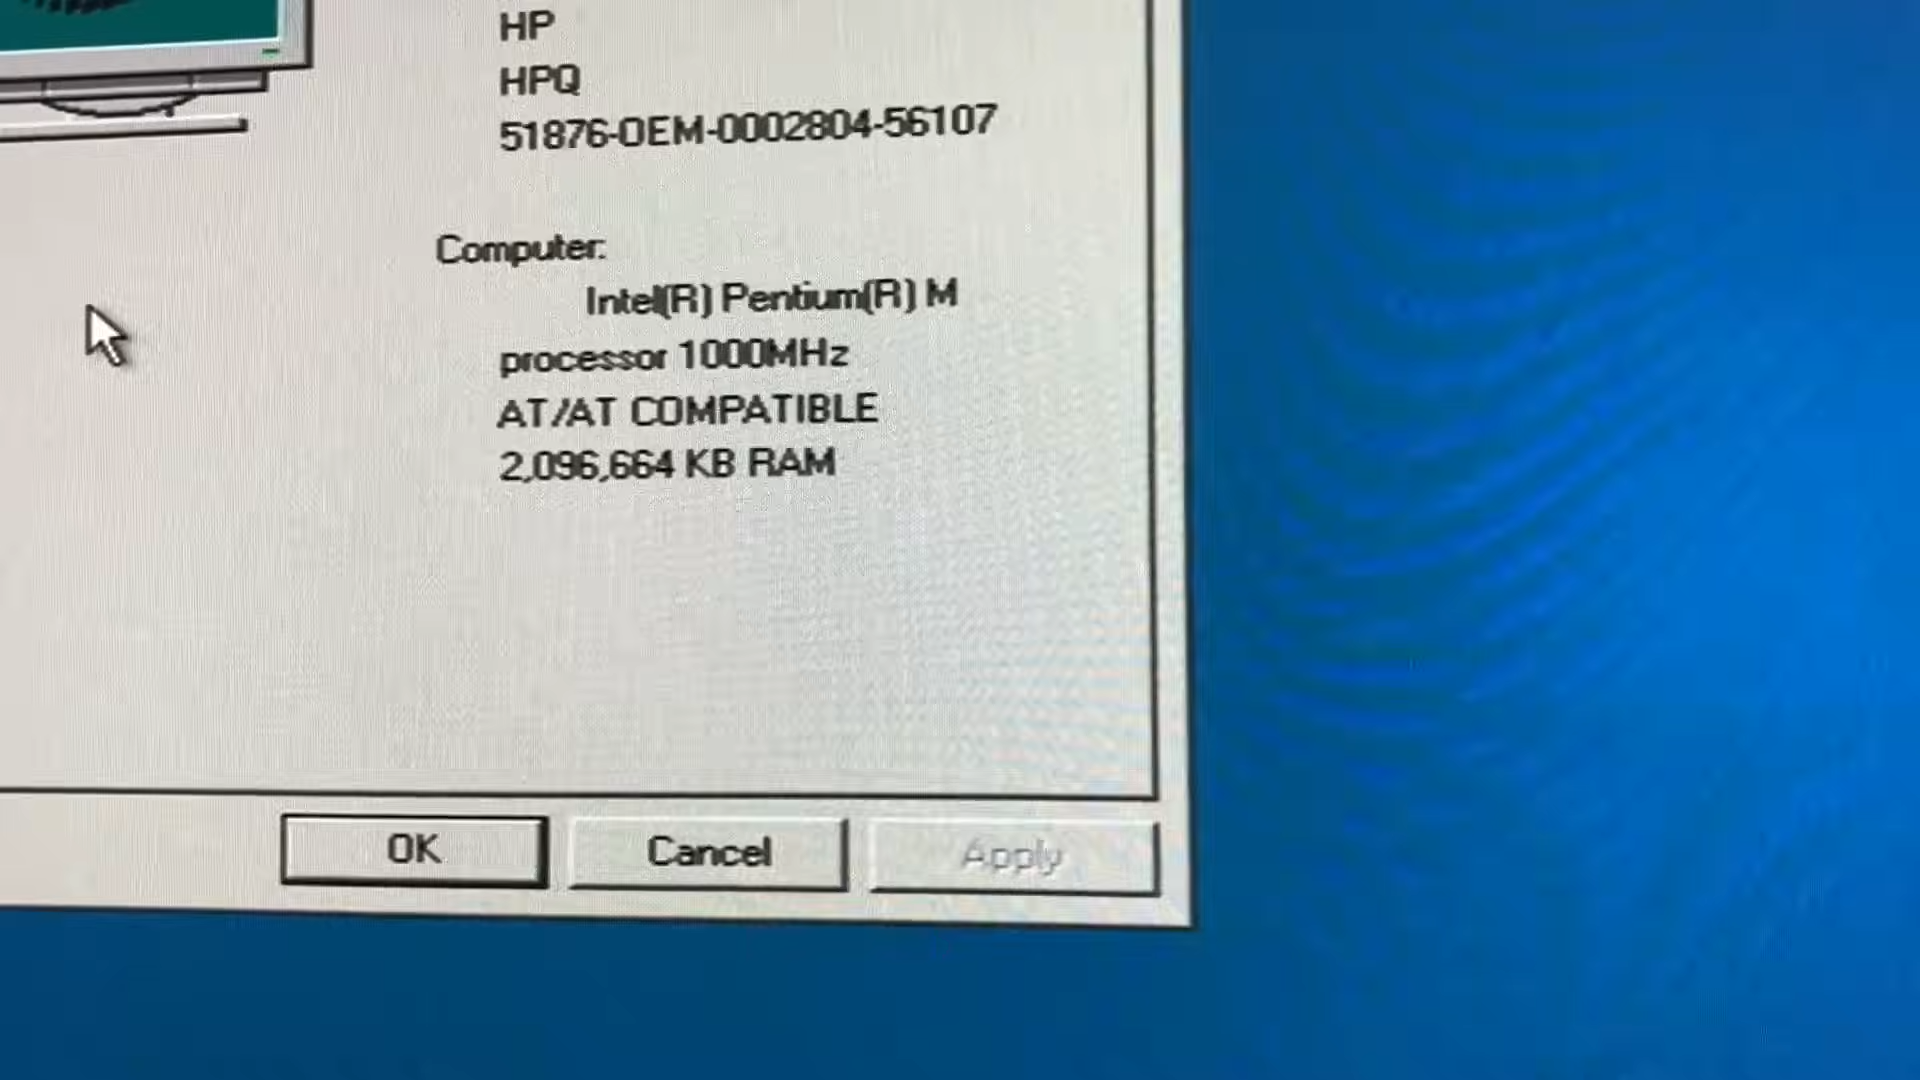 HP
HPQ
51876-OEM-0002804-56107
Computer:
Intel(R) Pentium(R) M
processor 1000MHz
AT/AT COMPATIBLE
2,096,664 KB RAM
OK
Cancel
Apply